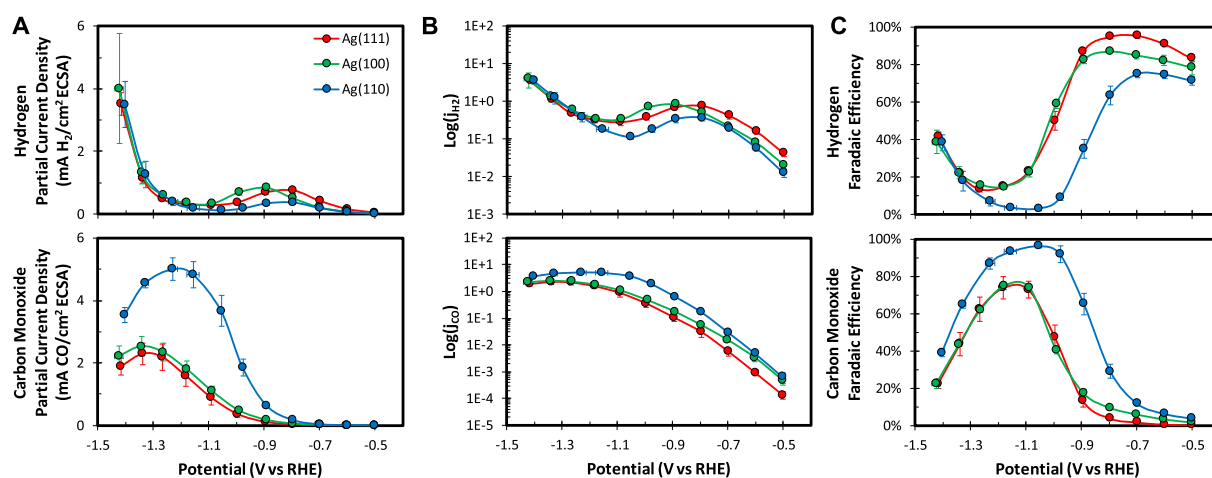 A
Hydrogen
Partial Current Density
(mA H₂/cm² ECSA)
6
4
2
0
Ag(111)
Ag(100)
Ag(110)
Carbon Monoxide
Partial Current Density
(mA CO/cm² ECSA)
6
4
2
0
-1.5 -1.3 -1.1 -0.9 -0.7 -0.5
Potential (V vs RHE)
B
Log(jH2)
1E+2
1E+1
1E+0
1E-1
1E-2
1E-3
Log(jCO)
1E+2
1E+1
1E+0
1E-1
1E-2
1E-3
1E-4
1E-5
-1.5 -1.3 -1.1 -0.9 -0.7 -0.5
Potential (V vs RHE)
C
Hydrogen
Faradaic Efficiency
100%
80%
60%
40%
20%
0%
Carbon Monoxide
Faradaic Efficiency
100%
80%
60%
40%
20%
0%
-1.5 -1.3 -1.1 -0.9 -0.7 -0.5
Potential (V vs RHE)